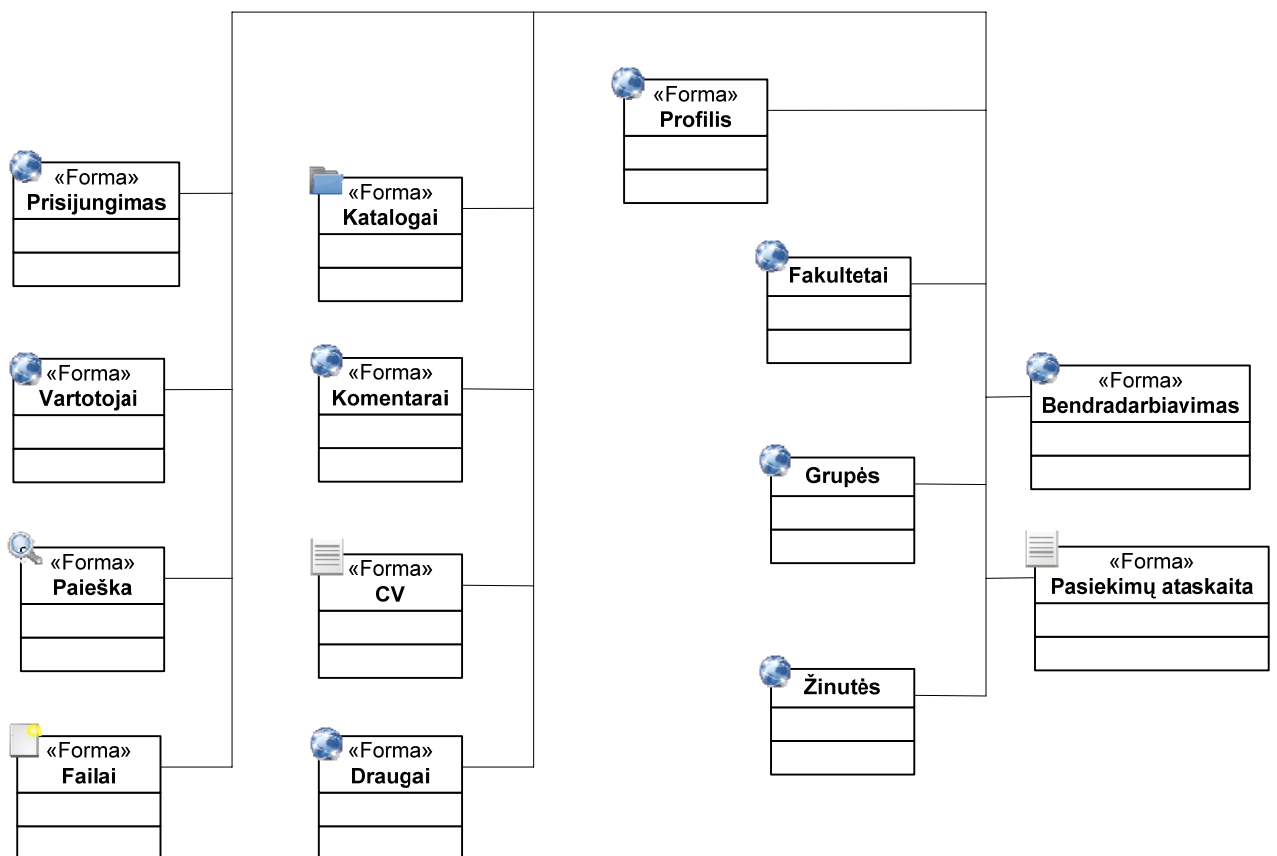 «Forma»
Profilis
«Forma»
Prisijungimas
«Forma»
Katalogai
Fakultetai
«Forma»
Vartotojai
«Forma»
Komentarai
«Forma»
Bendradarbiavimas
Grupės
«Forma»
Paieška
«Forma»
CV
«Forma»
Pasiekimų ataskaita
Žinutės
«Forma»
Failai
«Forma»
Draugai